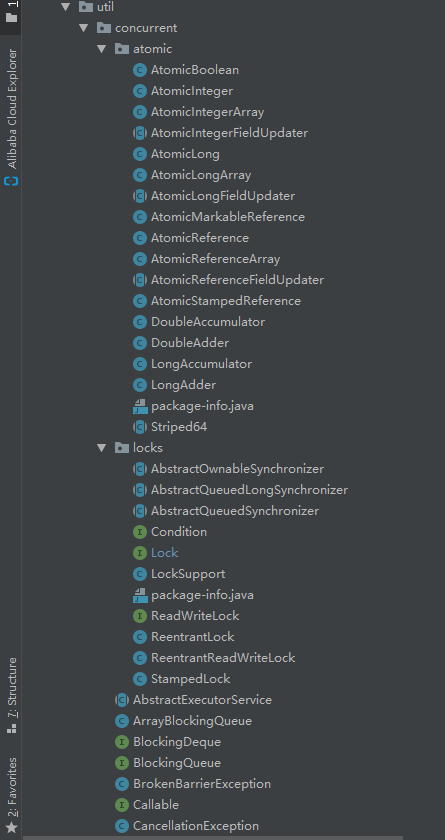 1
Alibaba Cloud Explorer
7: Structure
2: Favorites
util
concurrent
atomic
AtomicBoolean
AtomicInteger
AtomicIntegerArray
AtomicIntegerFieldUpdater
AtomicLong
AtomicLongArray
AtomicLongFieldUpdater
AtomicMarkableReference
AtomicReference
AtomicReferenceArray
AtomicReferenceFieldUpdater
AtomicStampedReference
DoubleAccumulator
DoubleAdder
LongAccumulator
LongAdder
package-info.java
Striped64
locks
AbstractOwnableSynchronizer
AbstractQueuedLongSynchronizer
AbstractQueuedSynchronizer
Condition
Lock
LockSupport
package-info.java
ReadWriteLock
ReentrantLock
ReentrantReadWriteLock
StampedLock
AbstractExecutorService
ArrayBlockingQueue
BlockingDeque
BlockingQueue
BrokenBarrierException
Callable
CancellationException